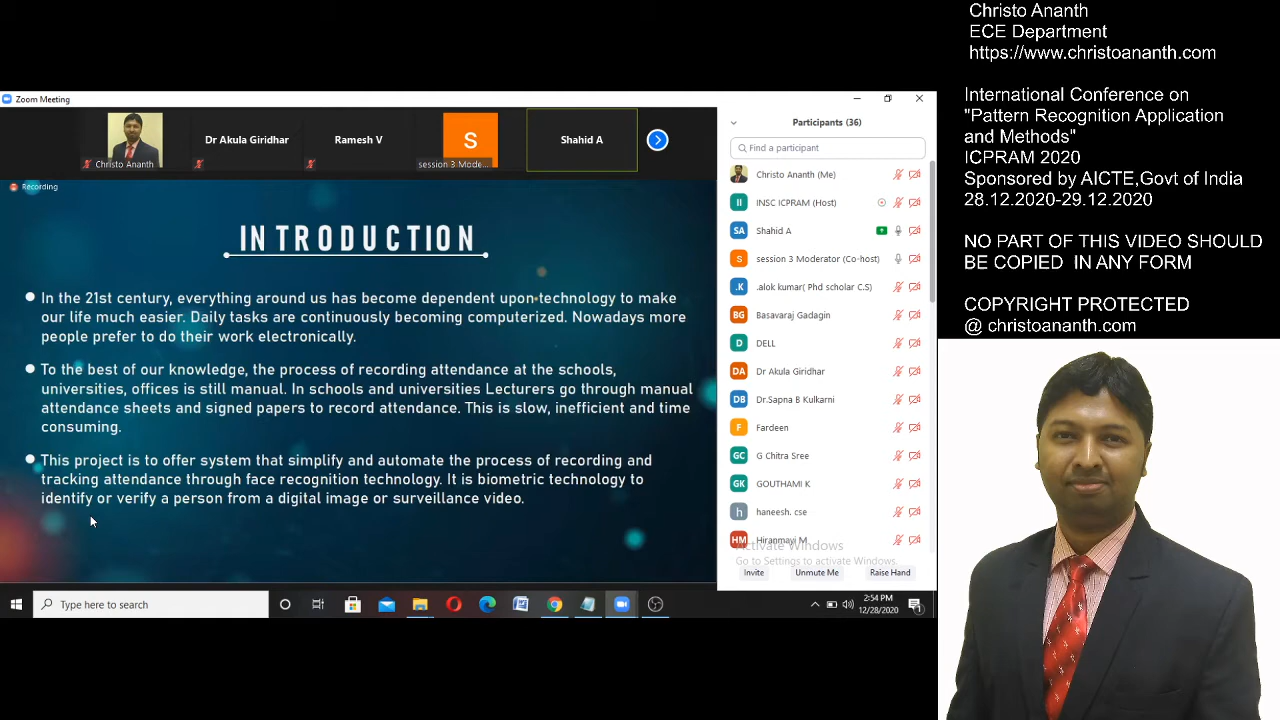 Christo Ananth
ECE Department
https://www.christoananth.com
International Conference on
"Pattern Recognition Application
and Methods"
ICPRAM 2020
Sponsored by AICTE,Govt of India
28.12.2020-29.12.2020
NO PART OF THIS VIDEO SHOULD
BE COPIED IN ANY FORM
COPYRIGHT PROTECTED
@ christoananth.com
Zoom Meeting
Christo Ananth
Dr Akula Giridhar
Ramesh V
S
session 3 Mode...
Shahid A
Recording
INTRODUCTION
In the 21st century, everything around us has become dependent upon technology to make
our life much easier. Daily tasks are continuously becoming computerized. Nowadays more
people prefer to do their work electronically.
To the best of our knowledge, the process of recording attendance at the schools,
universities, offices is still manual. In schools and universities Lecturers go through manual
attendance sheets and signed papers to record attendance. This is slow, inefficient and time
consuming.
This project is to offer system that simplify and automate the process of recording and
tracking attendance through face recognition technology. It is biometric technology to
identify or verify a person from a digital image or surveillance video.
Participants (36)
Find a participant
Christo Ananth (Me)
II INSC ICPRAM (Host)
SA Shahid A
S session 3 Moderator (Co-host)
.K .alok kumar( Phd scholar C.S)
BG Basavaraj Gadagin
D DELL
DA Dr Akula Giridhar
DB Dr.Sapna B Kulkarni
F Fardeen
GC G Chitra Sree
GK GOUTHAMI K
h haneesh. cse
HM Hiranmayi M
Activate Windows
Go to Settings to activate Windows.
Invite Unmute Me Raise Hand
Type here to search
2:54 PM
12/28/2020
1